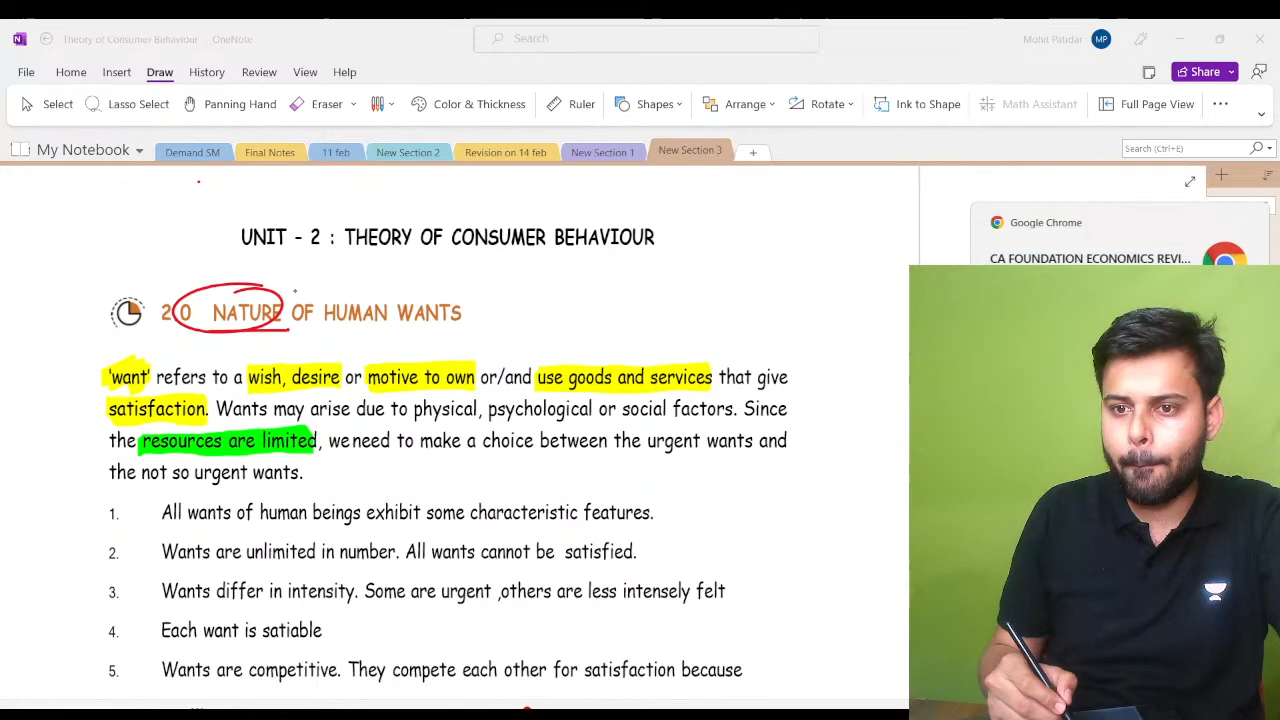 Theory of Consumer Behaviour - OneNote
Search
Mohit Patidar MP
File Home Insert Draw History Review View Help
Share
Select Lasso Select Panning Hand Eraser Color & Thickness Ruler Shapes Arrange Rotate Ink to Shape Math Assistant Full Page View
My Notebook Demand SM Final Notes 11 feb New Section 2 Revision on 14 feb New Section 1 New Section 3
Search (Ctrl+E)
Google Chrome
CA FOUNDATION ECONOMICS REVI...
UNIT - 2 : THEORY OF CONSUMER BEHAVIOUR
2 0 NATURE OF HUMAN WANTS
'want' refers to a wish, desire or motive to own or/and use goods and services that give
satisfaction. Wants may arise due to physical, psychological or social factors. Since
the resources are limited, we need to make a choice between the urgent wants and
the not so urgent wants.
1. All wants of human beings exhibit some characteristic features.
2. Wants are unlimited in number. All wants cannot be satisfied.
3. Wants differ in intensity. Some are urgent ,others are less intensely felt
4. Each want is satiable
5. Wants are competitive. They compete each other for satisfaction because